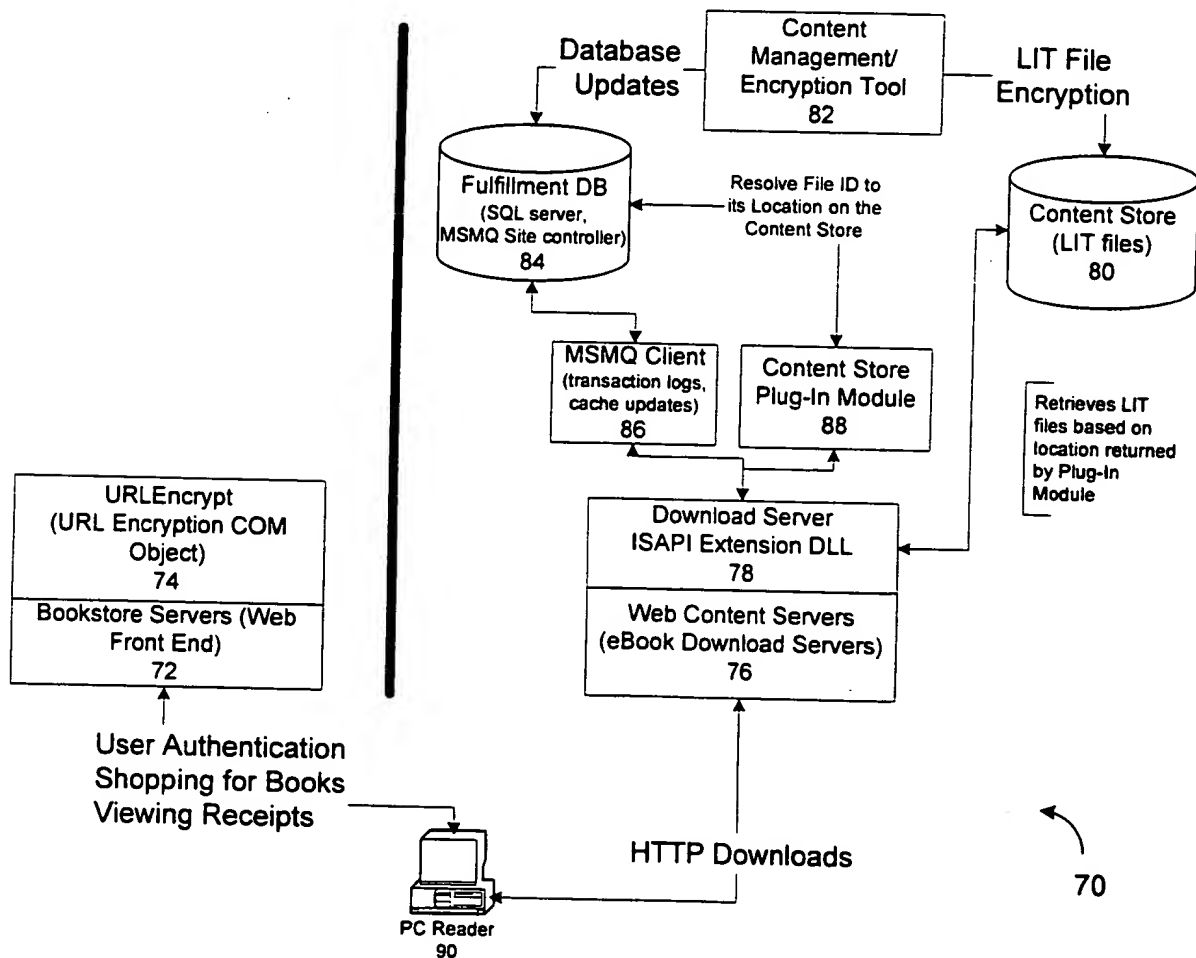 Content
Management/
Encryption Tool
82
Database
Updates
LIT File
Encryption
Fulfillment DB
(SQL server,
MSMQ Site controller)
84
Resolve File ID to
its Location on the
Content Store
Content Store
(LIT files)
80
MSMQ Client
(transaction logs,
cache updates)
86
Content Store
Plug-In Module
88
Retrieves LIT
files based on
location returned
by Plug-In
Module
URLEncrypt
(URL Encryption COM
Object)
74
Bookstore Servers (Web
Front End)
72
Download Server
ISAPI Extension DLL
78
Web Content Servers
(eBook Download Servers)
76
User Authentication
Shopping for Books
Viewing Receipts
HTTP Downloads
70
PC Reader
90